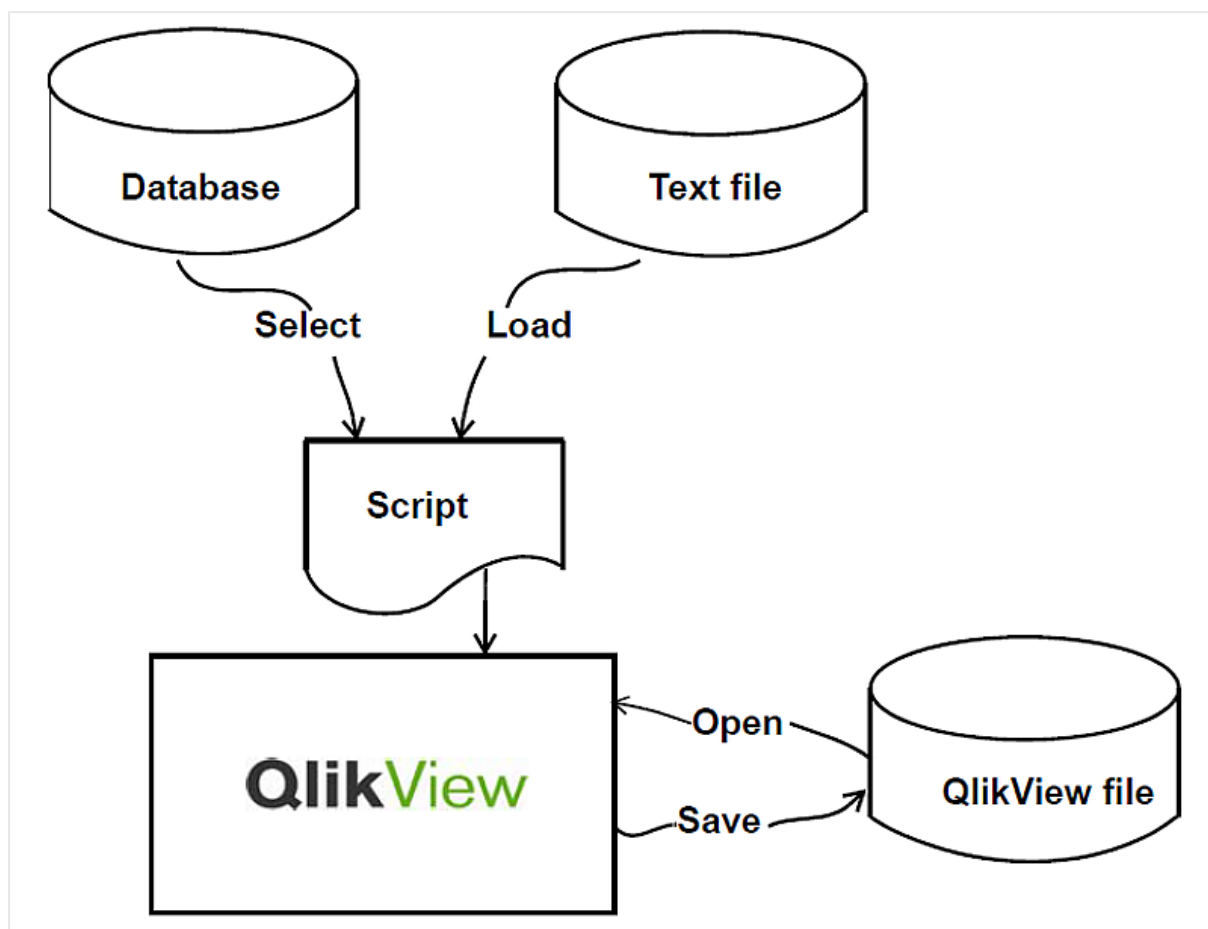 Database
Text file
Select
Load
Script
QlikView
Open
QlikView file
Save